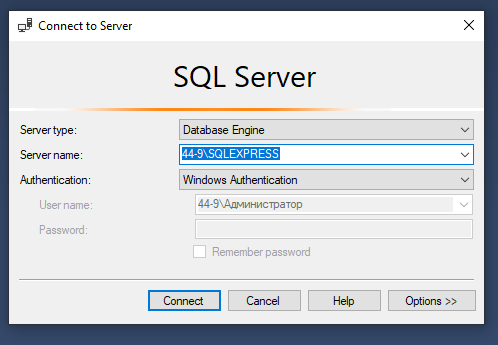 Connect to Server
SQL Server
Server type: Database Engine
Server name: 44-9\SQLEXPRESS
Authentication: Windows Authentication
User name: 44-9\Администратор
Password:
Remember password
Connect Cancel Help Options >>